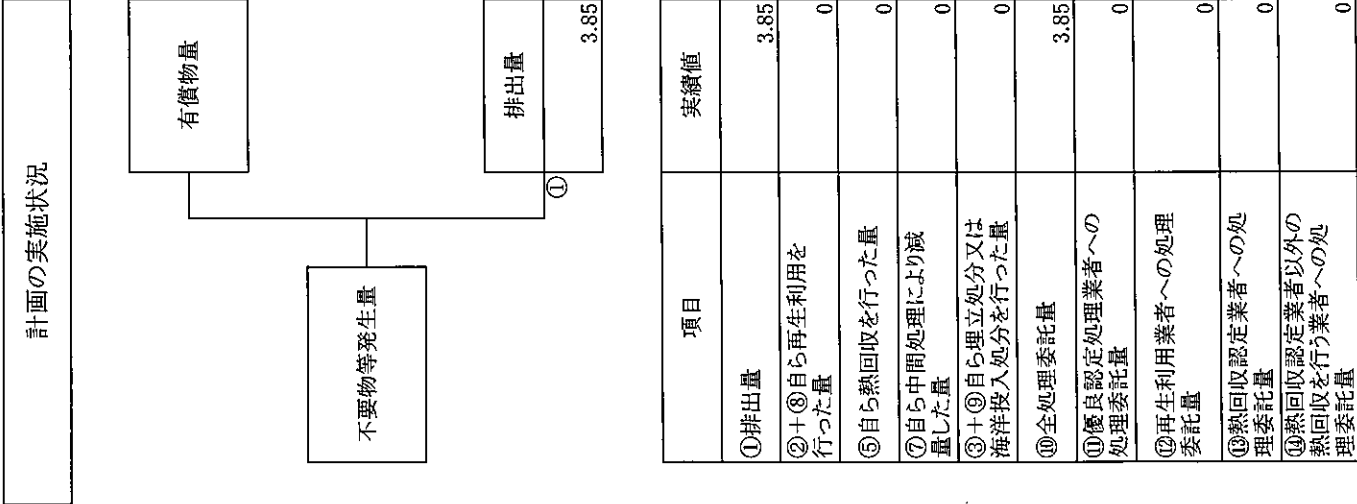 計画の実施状況
有償物量
不要物等発生量
①
排出量
3.85
項目
実績値
①排出量
3.85
②+⑧自ら再生利用を
行った量
0
⑤自ら熱回収を行った量
0
⑦自ら中間処理により減
量した量
0
③+⑨自ら埋立処分又は
海洋投入処分を行った量
0
⑩全処理委託量
3.85
⑪優良認定処理業者への
処理委託量
0
⑫再生利用業者への処理
委託量
0
⑬熱回収認定業者への処
理委託量
0
⑭熱回収認定業者以外の
熱回収を行う業者への処
理委託量
0